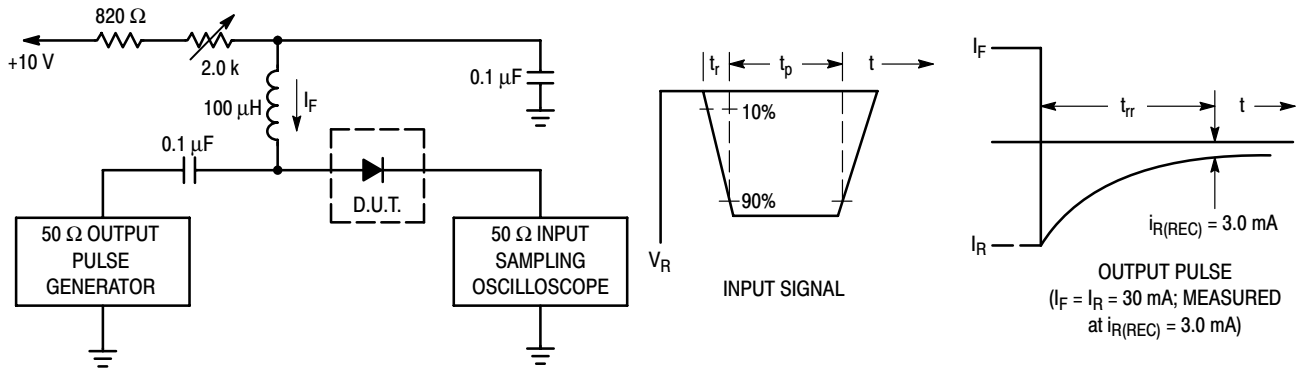 820 Ω
+10 V
2.0 k
100 μH
I_F
0.1 μF
0.1 μF
D.U.T.
50 Ω OUTPUT
PULSE
GENERATOR
50 Ω INPUT
SAMPLING
OSCILLOSCOPE
t_r
t_p
t
10%
90%
V_R
INPUT SIGNAL
I_F
t_rr
t
I_R
i_R(REC) = 3.0 mA
OUTPUT PULSE
(I_F = I_R = 30 mA; MEASURED
at i_R(REC) = 3.0 mA)